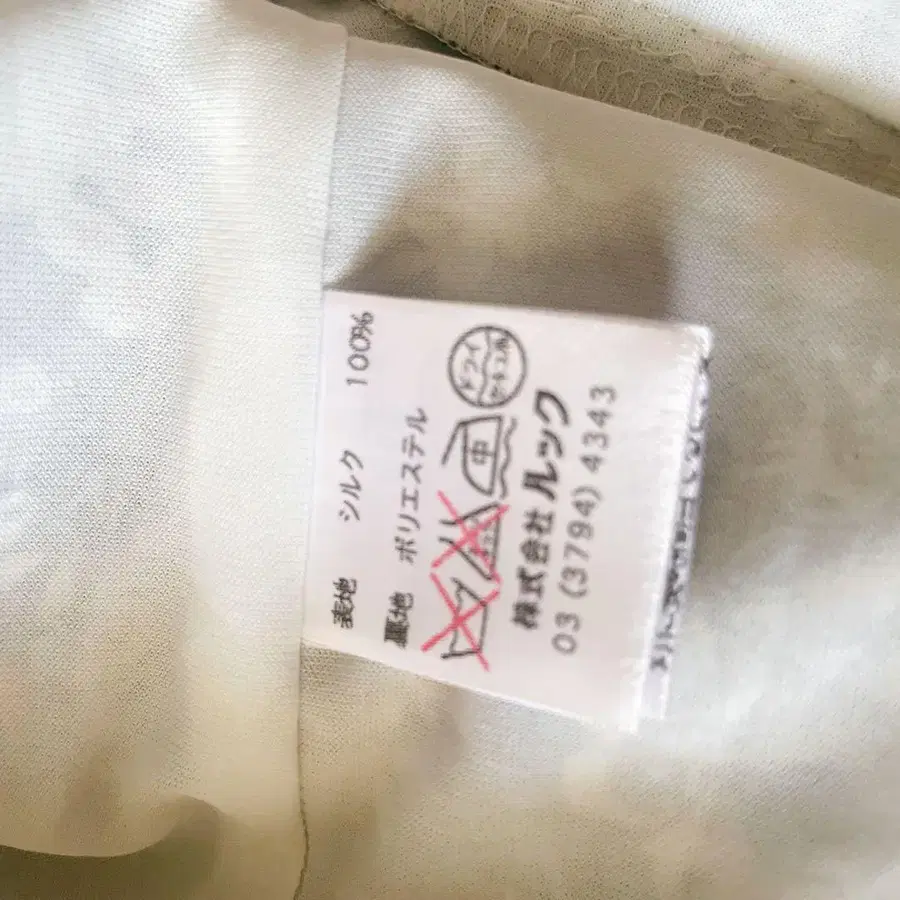 表地 シルク 100%
裏地 ポリエステル
中
ドライ
セキユ系
株式会社 ルック
03 (3794) 4343